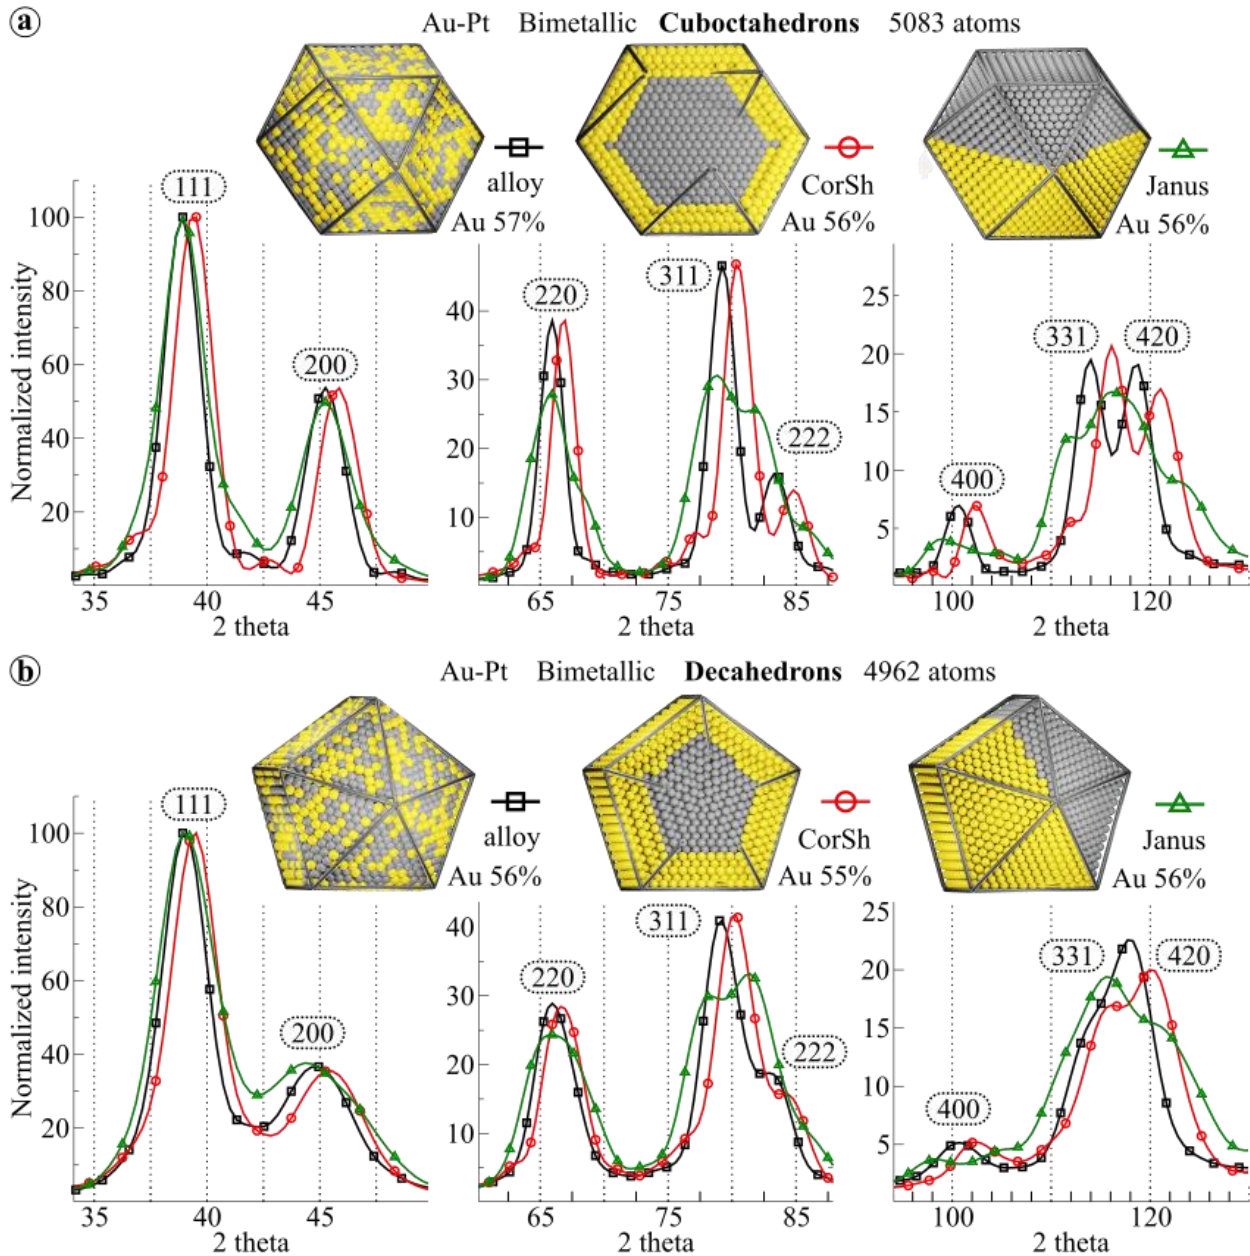 a
Au-Pt Bimetallic Cuboctahedrons 5083 atoms
alloy
Au 57%
CorSh
Au 56%
Janus
Au 56%
Normalized intensity
100
80
60
40
20
111
200
35 40 45
2 theta
40
30
20
10
220
311
222
65 75 85
2 theta
25
20
15
10
5
400
331
420
100 120
2 theta
b
Au-Pt Bimetallic Decahedrons 4962 atoms
alloy
Au 56%
CorSh
Au 55%
Janus
Au 56%
Normalized intensity
100
80
60
40
20
111
200
35 40 45
2 theta
40
30
20
10
220
311
222
65 75 85
2 theta
25
20
15
10
5
400
331
420
100 120
2 theta